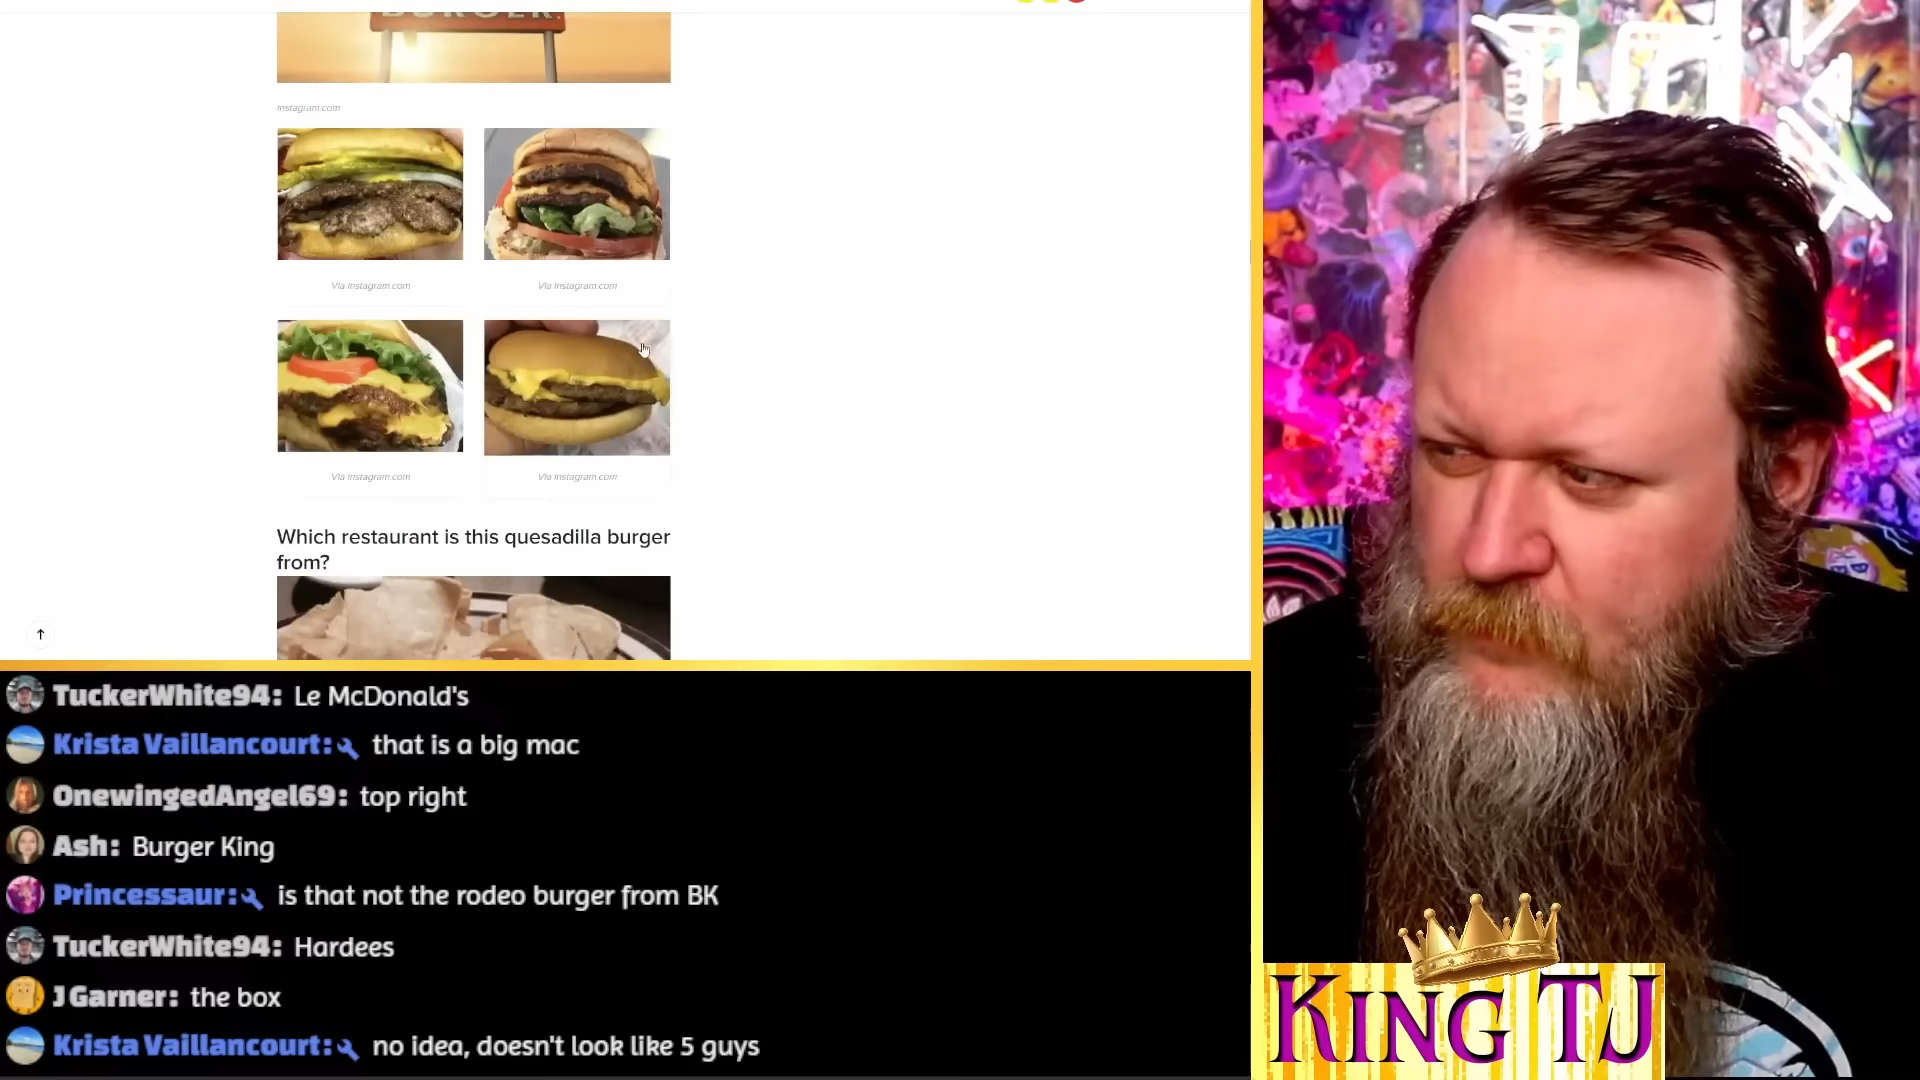 BURGER
Instagram.com
Via Instagram.com
Via Instagram.com
Via Instagram.com
Via Instagram.com
Which restaurant is this quesadilla burger
from?
↑
TuckerWhite94: Le McDonald's
Krista Vaillancourt: that is a big mac
OnewingedAngel69: top right
Ash: Burger King
Princessaur: is that not the rodeo burger from BK
TuckerWhite94: Hardees
J Garner: the box
Krista Vaillancourt: no idea, doesn't look like 5 guys
KING TJ